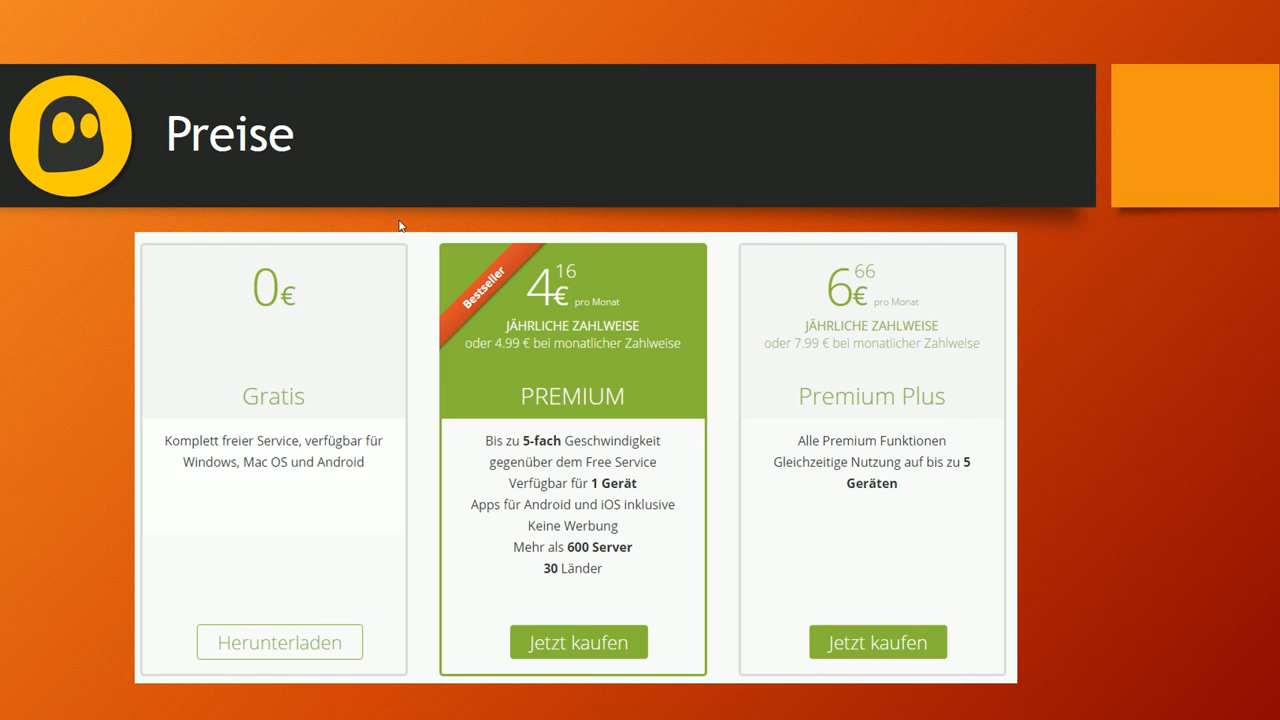 Preise
0€
Gratis
Komplett freier Service, verfügbar für
Windows, Mac OS und Android
Herunterladen
Bestseller
4 16 € pro Monat
JÄHRLICHE ZAHLWEISE
oder 4.99 € bei monatlicher Zahlweise
PREMIUM
Bis zu 5-fach Geschwindigkeit
gegenüber dem Free Service
Verfügbar für 1 Gerät
Apps für Android und iOS inklusive
Keine Werbung
Mehr als 600 Server
30 Länder
Jetzt kaufen
6 66 € pro Monat
JÄHRLICHE ZAHLWEISE
oder 7.99 € bei monatlicher Zahlweise
Premium Plus
Alle Premium Funktionen
Gleichzeitige Nutzung auf bis zu 5
Geräten
Jetzt kaufen